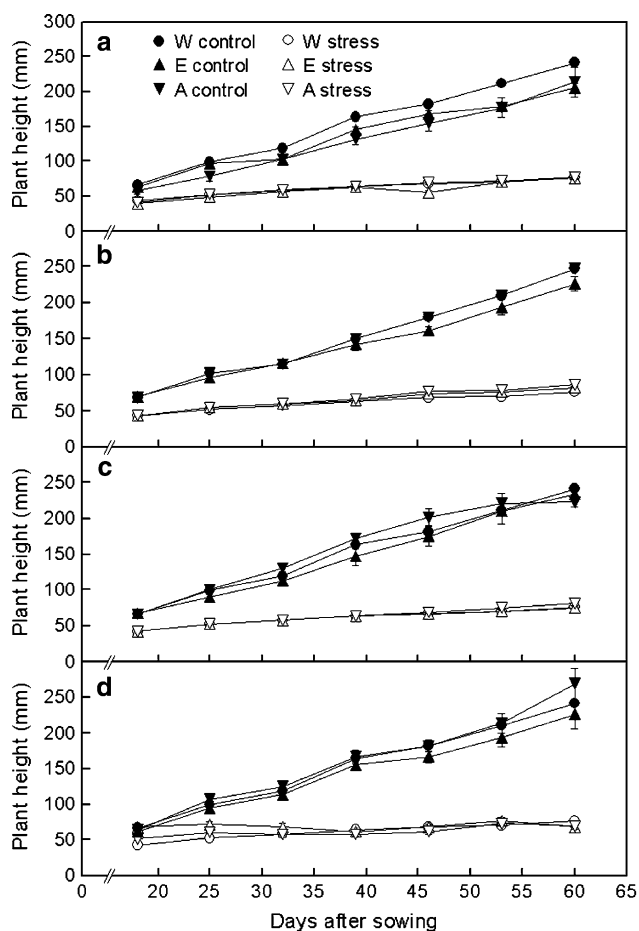 300
a
W control W stress
250
E control E stress
200
A control A stress
150
100
50
0
Plant height (mm)
b
250
200
150
100
50
0
Plant height (mm)
c
250
200
150
100
50
0
Plant height (mm)
d
250
200
150
100
50
0
Plant height (mm)
0 15 20 25 30 35 40 45 50 55 60 65
Days after sowing